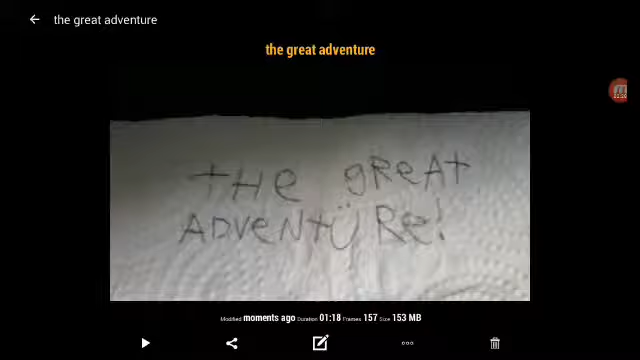 the great adventure
the great adventure
tHe gReAt
ADVeNtÜRe!
Modified moments ago Duration 01:18 Frames 157 Size 153 MB